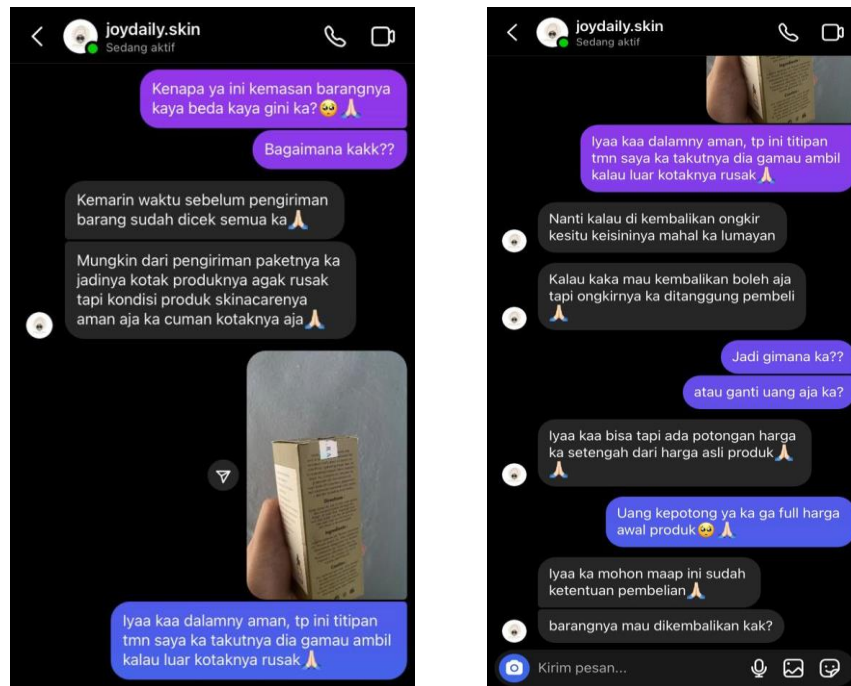 joydaily.skin
Sedang aktif
Kenapa ya ini kemasan barangnya
kaya beda kaya gini ka?🥺🙏🏻
Bagaimana kakk??
Kemarin waktu sebelum pengiriman
barang sudah dicek semua ka🙏🏻
Mungkin dari pengiriman paketnya ka
jadinya kotak produknya agak rusak
tapi kondisi produk skinacarenya
aman aja ka cuman kotaknya aja🙏🏻
Iyaa kaa dalamny aman, tp ini titipan
tmn saya ka takutnya dia gamau ambil
kalau luar kotaknya rusak🙏🏻
joydaily.skin
Sedang aktif
Iyaa kaa dalamny aman, tp ini titipan
tmn saya ka takutnya dia gamau ambil
kalau luar kotaknya rusak🙏🏻
Nanti kalau di kembalikan ongkir
kesitu keisininya mahal ka lumayan
Kalau kaka mau kembalikan boleh aja
tapi ongkirnya ka ditanggung pembeli
🙏🏻
Jadi gimana ka??
atau ganti uang aja ka?
Iyaa kaa bisa tapi ada potongan harga
ka setengah dari harga asli produk🙏🏻
🙏🏻
Uang kepotong ya ka ga full harga
awal produk🥺🙏🏻
Iyaa ka mohon maap ini sudah
ketentuan pembelian🙏🏻
barangnya mau dikembalikan kak?
Kirim pesan...